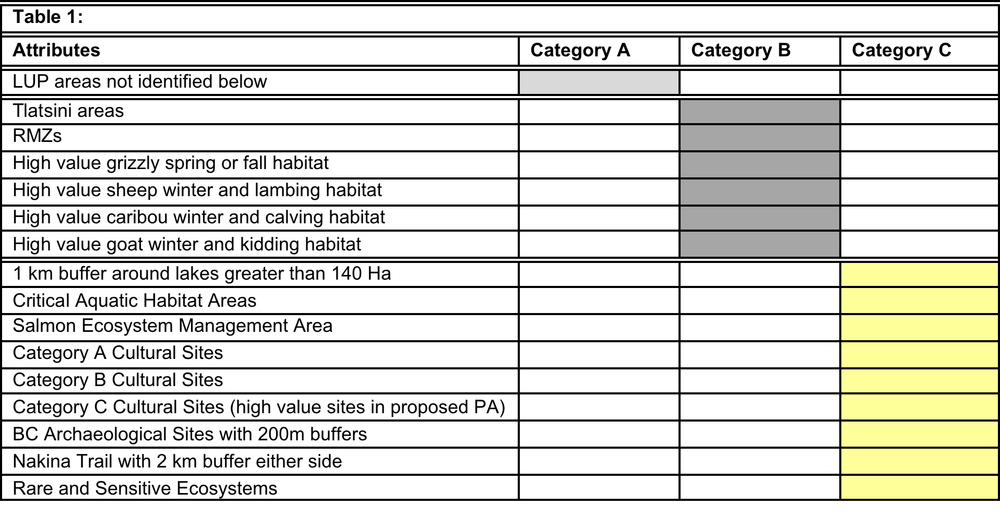 Table 1:
Attributes Category A Category B Category C
LUP areas not identified below
Tlatsini areas
RMZs
High value grizzly spring or fall habitat
High value sheep winter and lambing habitat
High value caribou winter and calving habitat
High value goat winter and kidding habitat
1 km buffer around lakes greater than 140 Ha
Critical Aquatic Habitat Areas
Salmon Ecosystem Management Area
Category A Cultural Sites
Category B Cultural Sites
Category C Cultural Sites (high value sites in proposed PA)
BC Archaeological Sites with 200m buffers
Nakina Trail with 2 km buffer either side
Rare and Sensitive Ecosystems